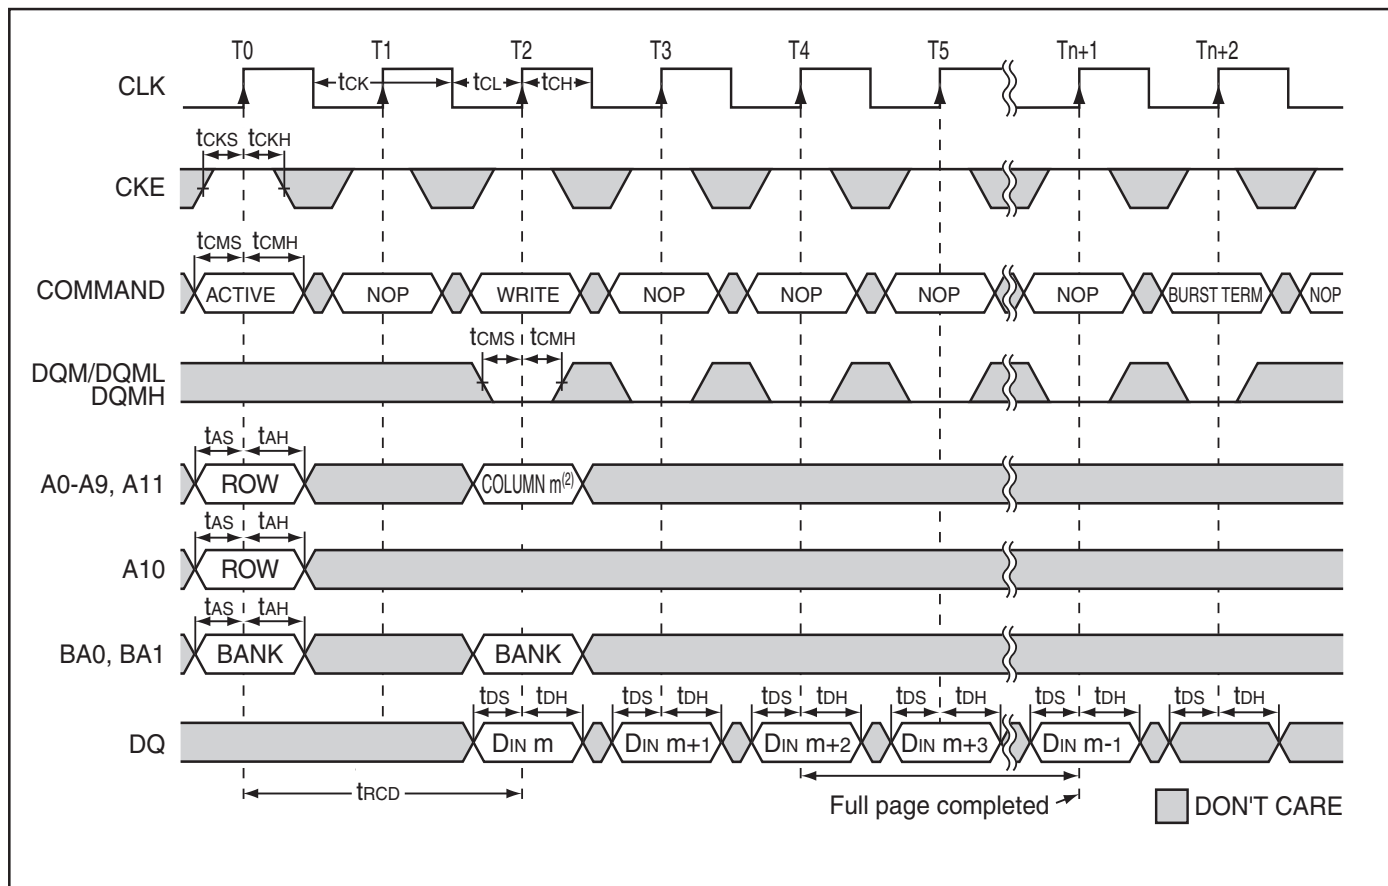 T0 T1 T2 T3 T4 T5 Tn+1 Tn+2
CLK tCK tCL tCH
tCKS tCKH
CKE
tCMS tCMH
COMMAND ACTIVE NOP WRITE NOP NOP NOP NOP BURST TERM NOP
tCMS tCMH
DQM/DQML
DQMH
tAS tAH
A0-A9, A11 ROW COLUMN m(2)
tAS tAH
A10 ROW
tAS tAH
BA0, BA1 BANK BANK
tDS tDH tDS tDH tDS tDH tDS tDH tDS tDH tDS tDH
DQ DIN m DIN m+1 DIN m+2 DIN m+3 DIN m-1
tRCD
Full page completed
DON'T CARE